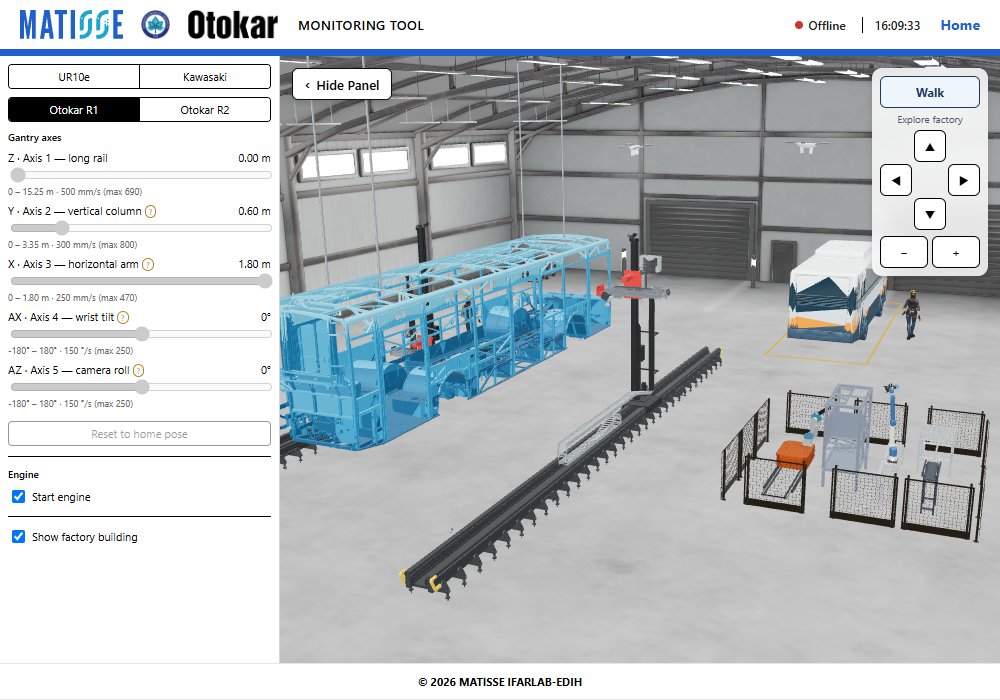 MATISSE Otokar MONITORING TOOL Offline 16:09:33 Home
UR10e Kawasaki
Otokar R1 Otokar R2
Gantry axes
Z · Axis 1 — long rail 0.00 m
0 – 15.25 m · 500 mm/s (max 690)
Y · Axis 2 — vertical column ? 0.60 m
0 – 3.35 m · 300 mm/s (max 800)
X · Axis 3 — horizontal arm ? 1.80 m
0 – 1.80 m · 250 mm/s (max 470)
AX · Axis 4 — wrist tilt ? 0°
-180° – 180° · 150 °/s (max 250)
AZ · Axis 5 — camera roll ? 0°
-180° – 180° · 150 °/s (max 250)
Reset to home pose
Engine
Start engine
Show factory building
‹ Hide Panel
Walk
Explore factory
▲
◀ ▶
▼
− +
© 2026 MATISSE IFARLAB-EDIH